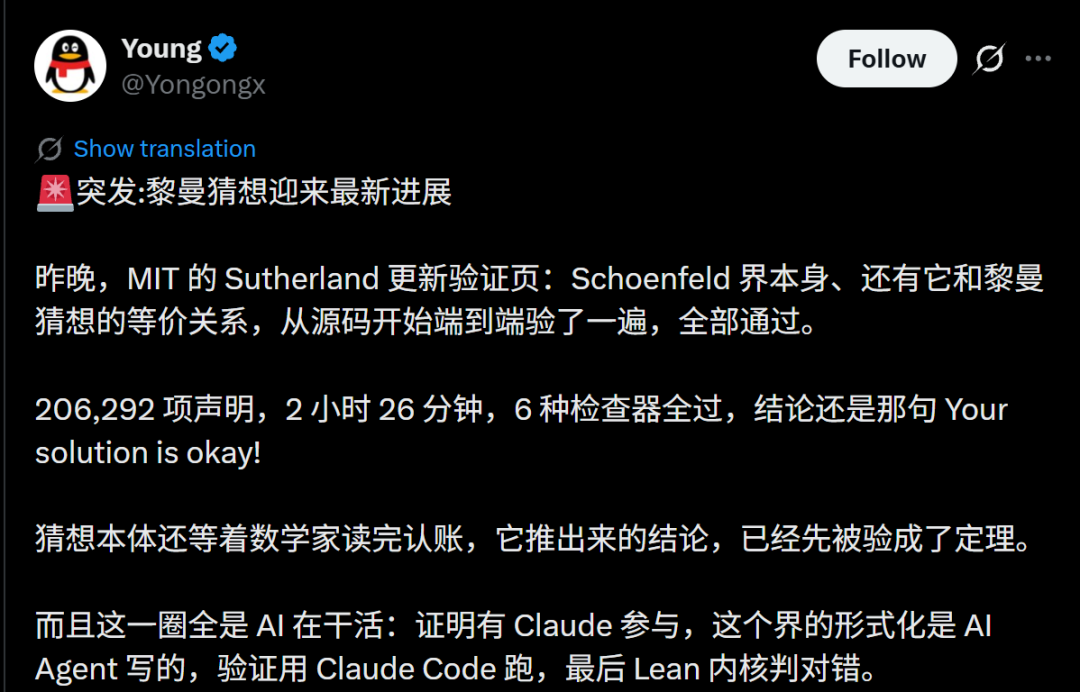 Young
@Yongongx
Follow
Show translation
🚨突发:黎曼猜想迎来最新进展
昨晚，MIT 的 Sutherland 更新验证页：Schoenfeld 界本身、还有它和黎曼
猜想的等价关系，从源码开始端到端验了一遍，全部通过。
206,292 项声明，2 小时 26 分钟，6 种检查器全过，结论还是那句 Your
solution is okay!
猜想本体还等着数学家读完认账，它推出来的结论，已经先被验成了定理。
而且这一圈全是 AI 在干活：证明有 Claude 参与，这个界的形式化是 AI
Agent 写的，验证用 Claude Code 跑，最后 Lean 内核判对错。